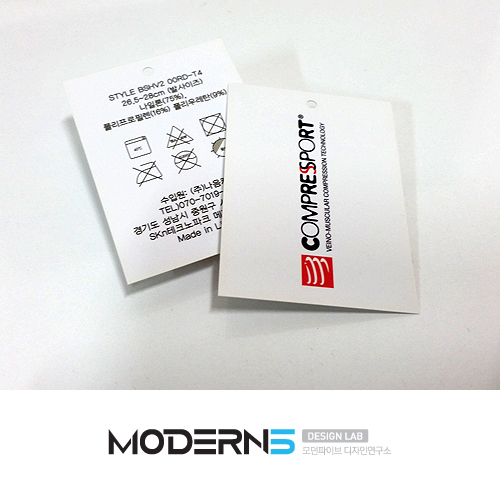 STYLE BSHV2 00RD-T4
26.5-28cm (발사이즈)
나일론(75%),
폴리프로필렌(16%) 폴리우레탄(9%)
수입원: (주)나음
TEL)070-7019-
경기도 성남시 중원구
SKn테크노파크
Made in
COMPRESSPORT®
VEINO-MUSCULAR COMPRESSION TECHNOLOGY
MODERN5
DESIGN LAB
모던파이브 디자인연구소